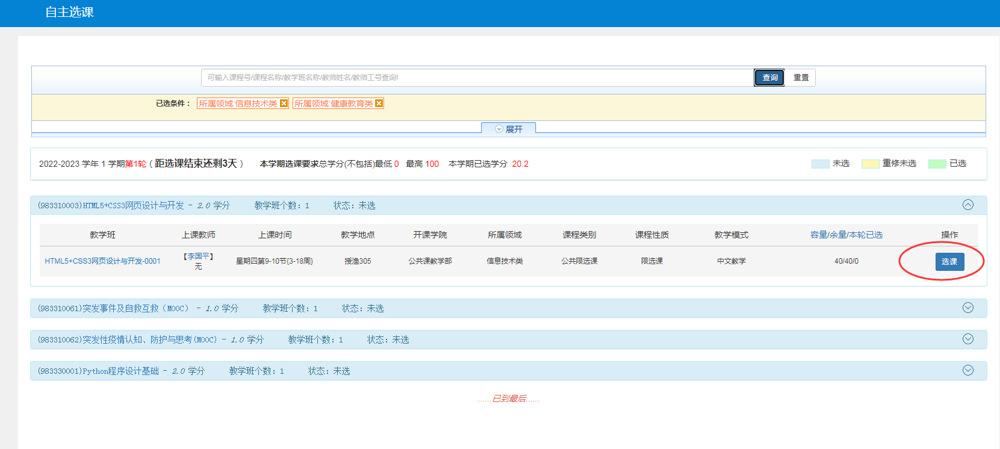 自主选课
可输入课程号/课程名称/教学班名称/教师姓名/教师工号查询! 查询 重置
已选条件： 所属领域:信息技术类 所属领域:健康教育类
展开
2022-2023 学年 1 学期第1轮（距选课结束还剩3天） 本学期选课要求总学分(不包括)最低 0 最高 100 本学期已选学分 20.2 未选 重修未选 已选
(983310003)HTML5+CSS3网页设计与开发 - 2.0 学分 教学班个数：1 状态：未选
教学班 上课教师 上课时间 教学地点 开课学院 所属领域 课程类别 课程性质 教学模式 容量/余量/本轮已选 操作
HTML5+CSS3网页设计与开发-0001 【李国平】 无 星期四第9-10节{3-18周} 授渔305 公共课教学部 信息技术类 公共限选课 限选课 中文教学 40/40/0 选课
(983310061)突发事件及自救互救（MOOC） - 1.0 学分 教学班个数：1 状态：未选
(983310062)突发性疫情认知、防护与思考(MOOC) - 1.0 学分 教学班个数：1 状态：未选
(983330001)Python程序设计基础 - 2.0 学分 教学班个数：1 状态：未选
......已到最后......